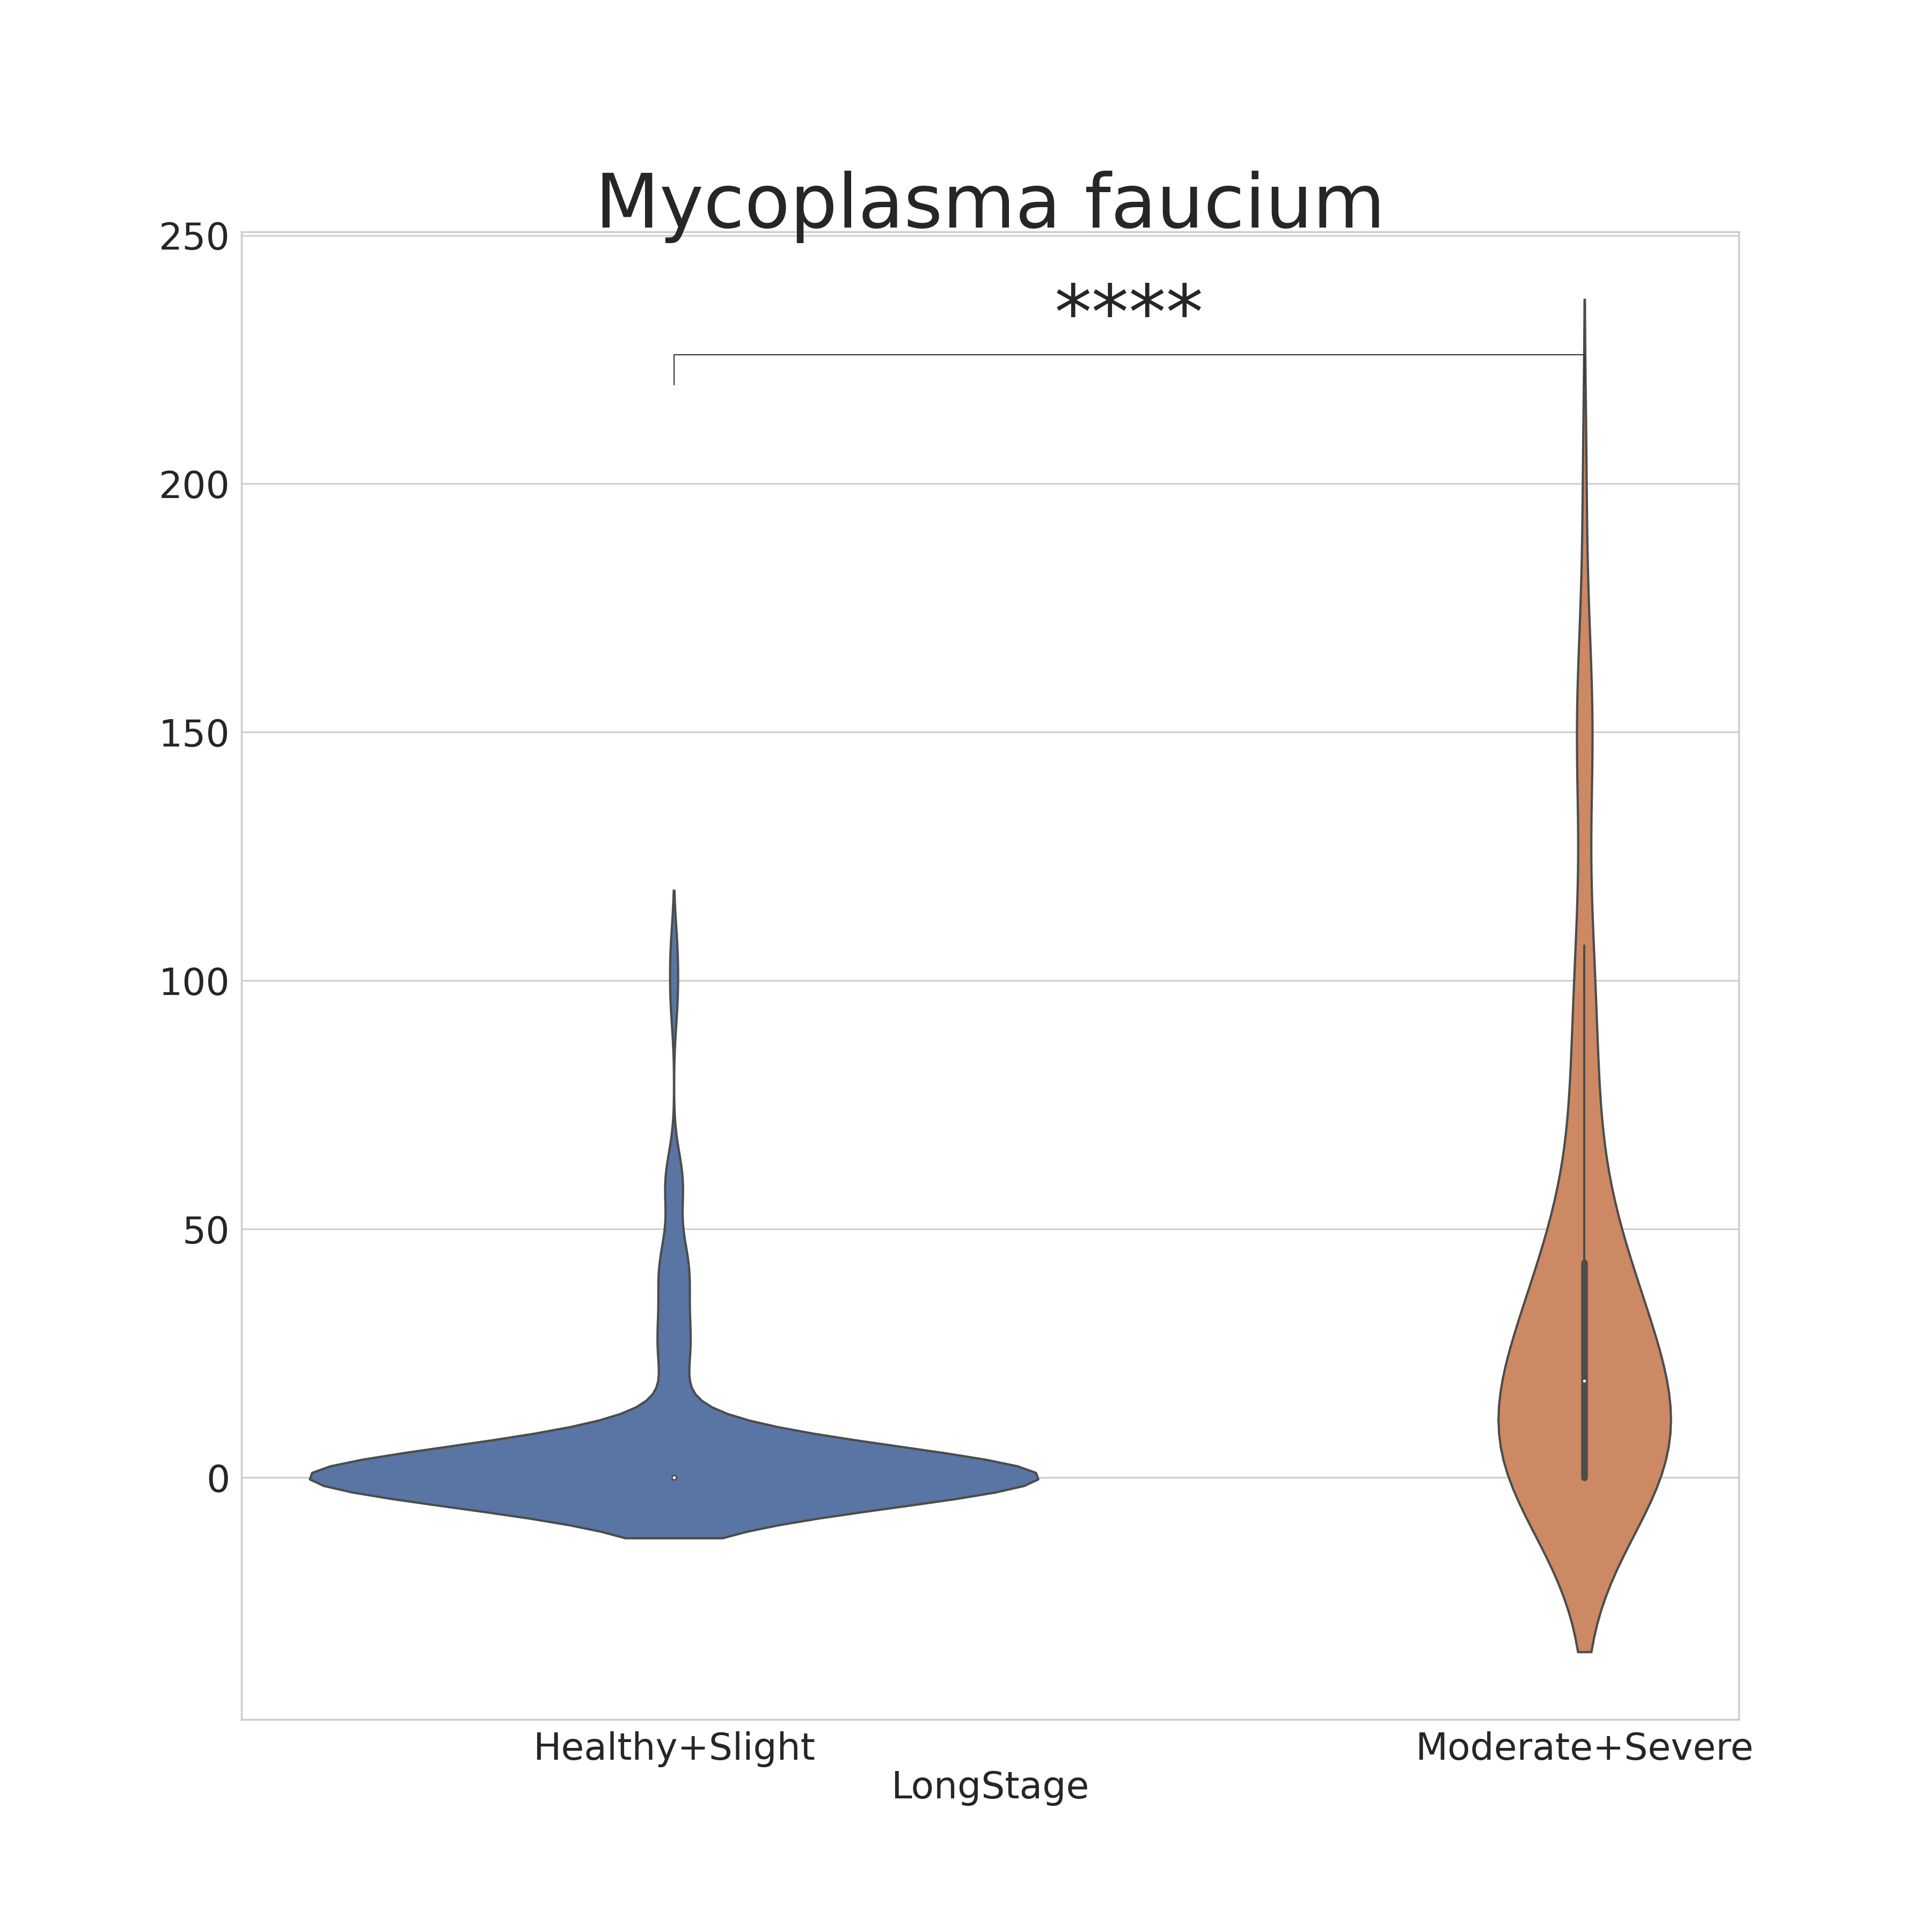 Mycoplasma faucium
250
****
200
150
100
50
0
Healthy+Slight Moderate+Severe
LongStage